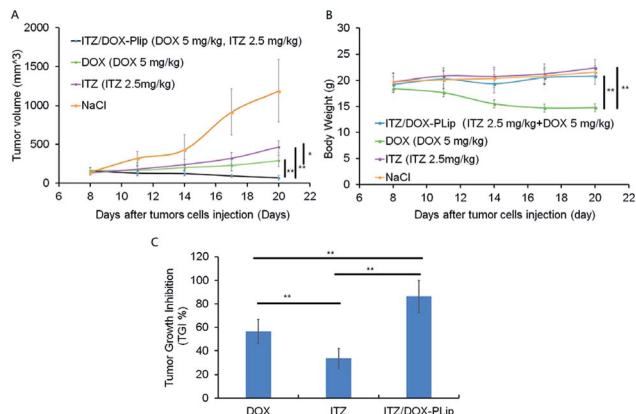 A
Tumor volume (mm^3)
2000
1500
1000
500
0
ITZ/DOX-Plip (DOX 5 mg/kg, ITZ 2.5 mg/kg)
DOX (DOX 5 mg/kg)
ITZ (ITZ 2.5mg/kg)
NaCl
*
**
**
6 8 10 12 14 16 18 20 22
Days after tumors cells injection (Days)
B
Body Weight (g)
30
25
20
15
10
5
0
**
**
ITZ/DOX-PLip (ITZ 2.5 mg/kg+DOX 5 mg/kg)
DOX (DOX 5 mg/kg)
ITZ (ITZ 2.5mg/kg)
NaCl
6 8 10 12 14 16 18 20 22
Days after tumor cells injection (day)
C
Tumor Growth Inhibition
(TGI %)
120
100
80
60
40
20
0
**
**
**
DOX ITZ ITZ/DOX-PLip